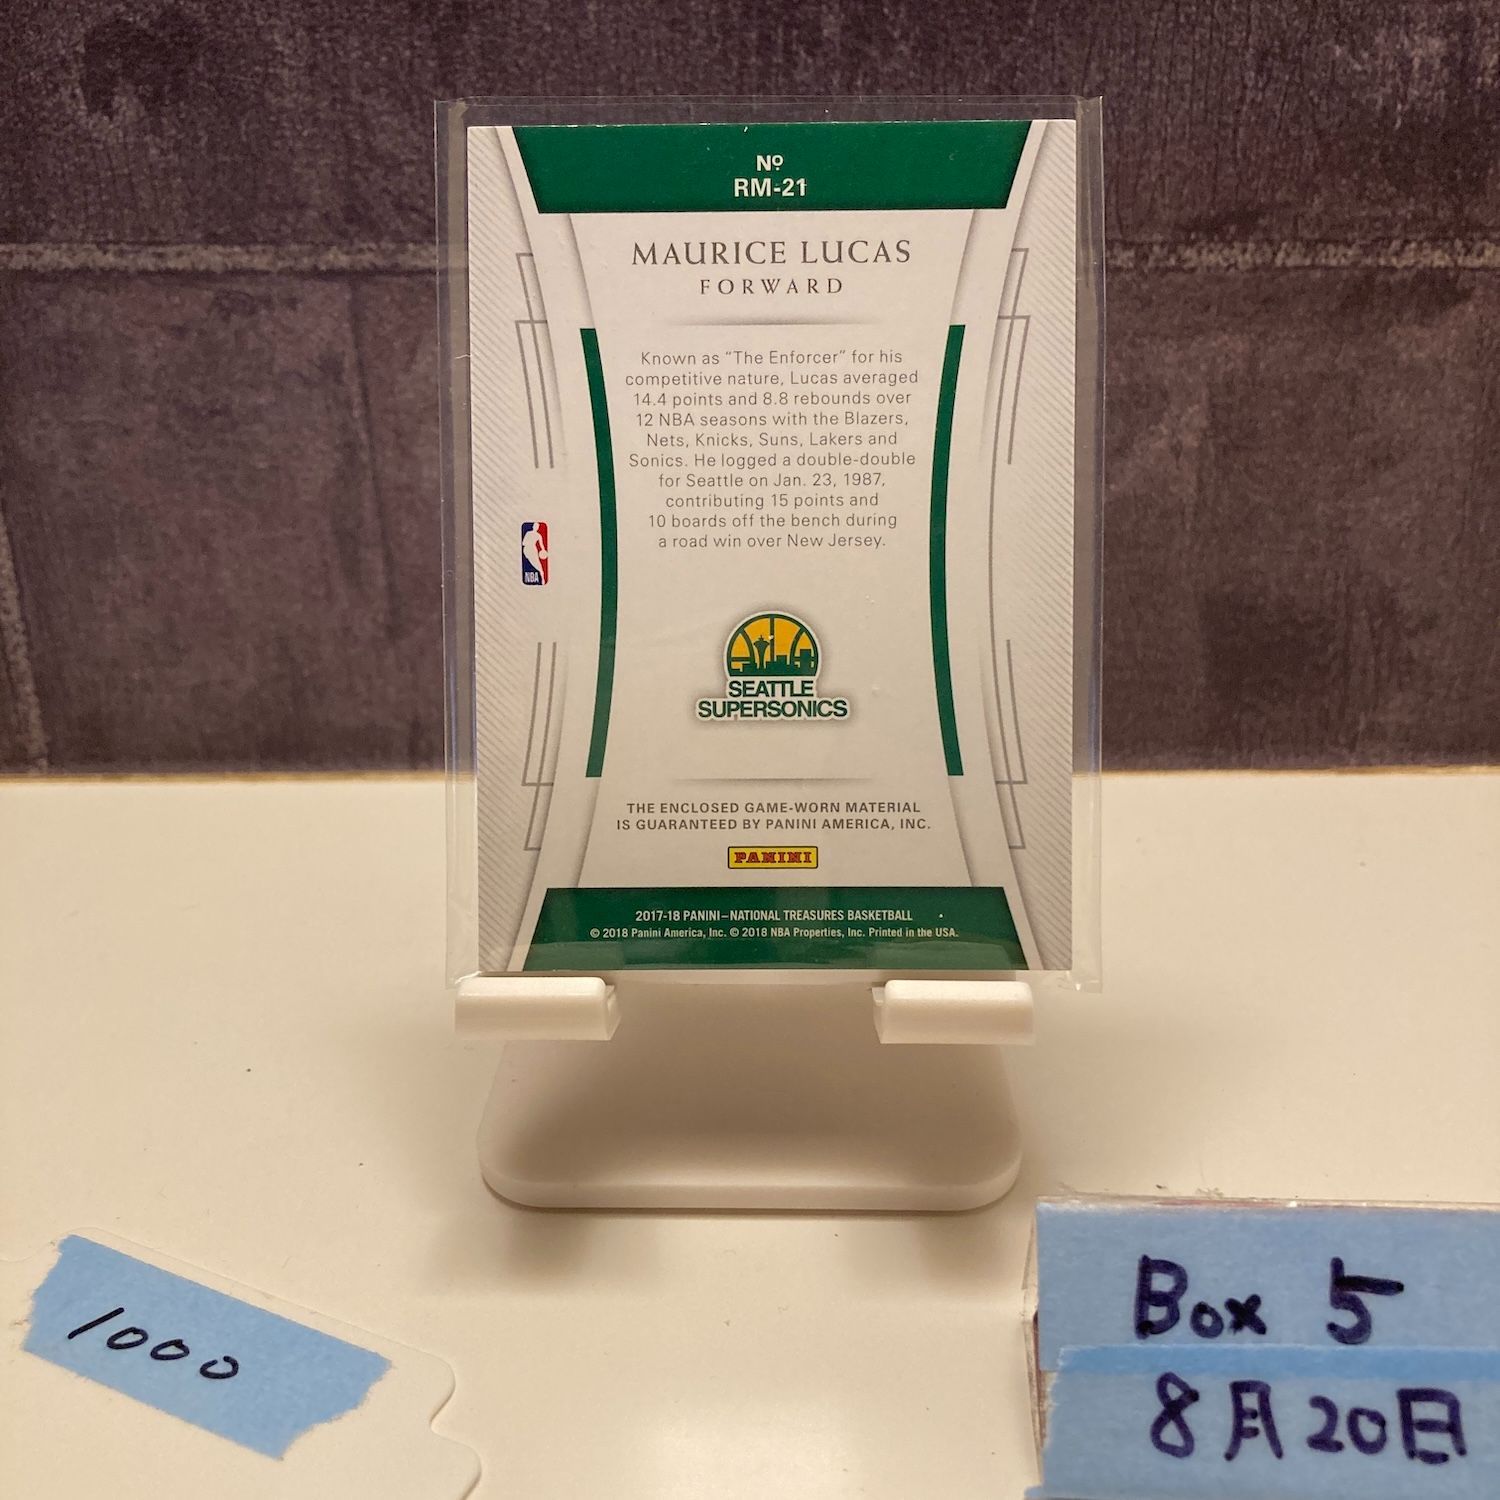 Nº
RM-21
MAURICE LUCAS
FORWARD
Known as “The Enforcer” for his
competitive nature, Lucas averaged
14.4 points and 8.8 rebounds over
12 NBA seasons with the Blazers,
Nets, Knicks, Suns, Lakers and
Sonics. He logged a double-double
for Seattle on Jan. 23, 1987,
contributing 15 points and
10 boards off the bench during
a road win over New Jersey.
NBA
SEATTLE
SUPERSONICS
THE ENCLOSED GAME-WORN MATERIAL
IS GUARANTEED BY PANINI AMERICA, INC.
PANINI
2017-18 PANINI–NATIONAL TREASURES BASKETBALL
© 2018 Panini America, Inc. © 2018 NBA Properties, Inc. Printed in the USA.
1000
Box 5
8月20日